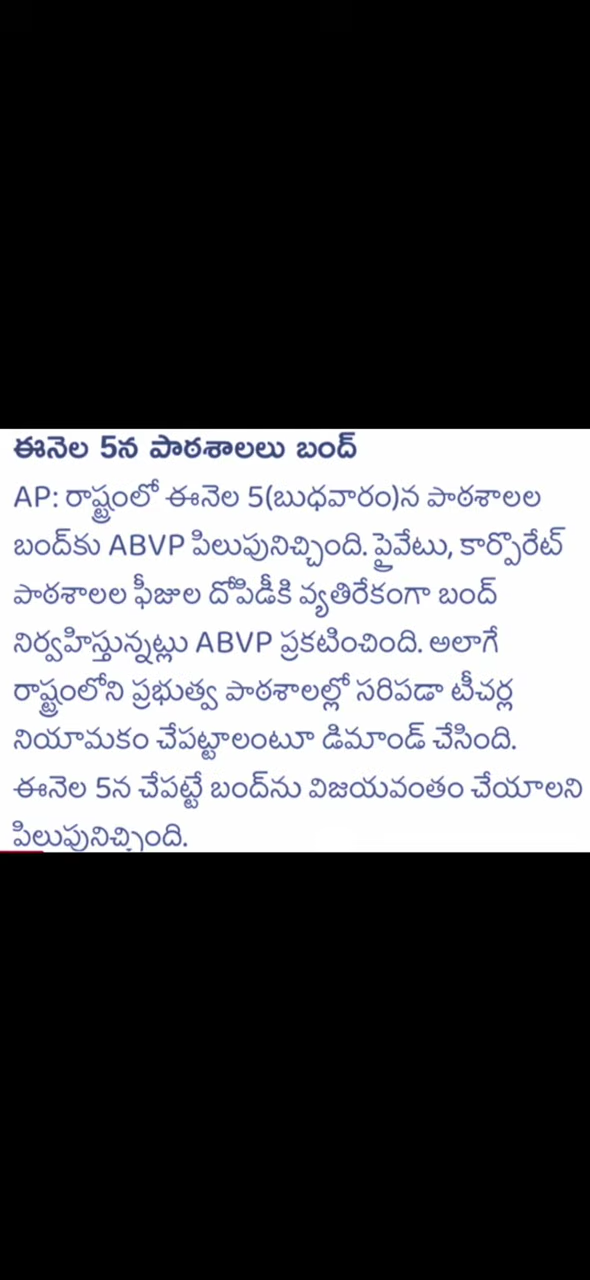 ఈనెల 5న పాఠశాలలు బంద్
AP: రాష్ట్రంలో ఈనెల 5(బుధవారం)న పాఠశాలల
బంద్‌కు ABVP పిలుపునిచ్చింది. ప్రైవేటు, కార్పొరేట్
పాఠశాలల ఫీజుల దోపిడీకి వ్యతిరేకంగా బంద్
నిర్వహిస్తున్నట్లు ABVP ప్రకటించింది. అలాగే
రాష్ట్రంలోని ప్రభుత్వ పాఠశాలల్లో సరిపడా టీచర్ల
నియామకం చేపట్టాలంటూ డిమాండ్ చేసింది.
ఈనెల 5న చేపట్టే బంద్‌ను విజయవంతం చేయాలని
పిలుపునిచ్చింది.